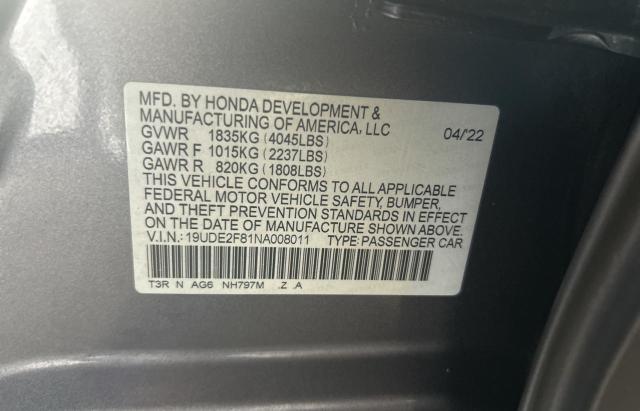 MFD. BY HONDA DEVELOPMENT &
MANUFACTURING OF AMERICA, LLC 04/'22
GVWR 1835KG (4045LBS)
GAWR F 1015KG (2237LBS)
GAWR R 820KG (1808LBS)
THIS VEHICLE CONFORMS TO ALL APPLICABLE
FEDERAL MOTOR VEHICLE SAFETY, BUMPER,
AND THEFT PREVENTION STANDARDS IN EFFECT
ON THE DATE OF MANUFACTURE SHOWN ABOVE.
V.I.N.: 19UDE2F81NA008011 TYPE: PASSENGER CAR
T3R N AG6 NH797M .Z .A